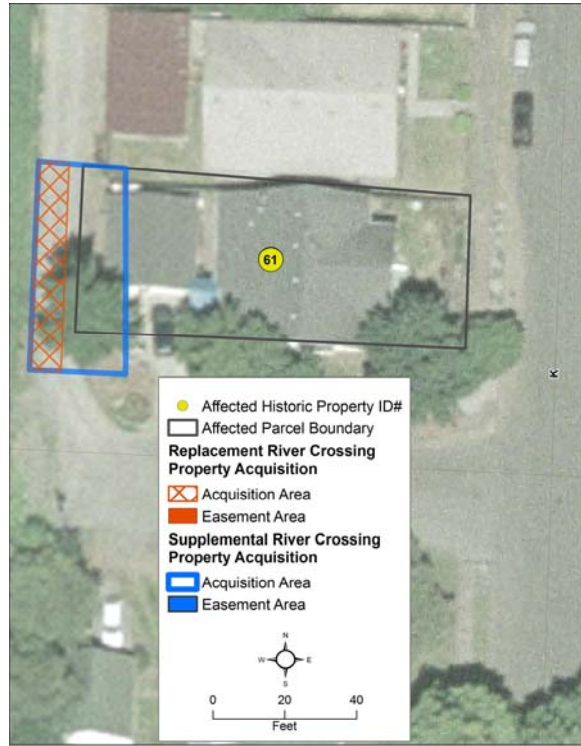 61
K
Affected Historic Property ID#
Affected Parcel Boundary
Replacement River Crossing
Property Acquisition
Acquisition Area
Easement Area
Supplemental River Crossing
Property Acquisition
Acquisition Area
Easement Area
N
W E
S
0 20 40
Feet